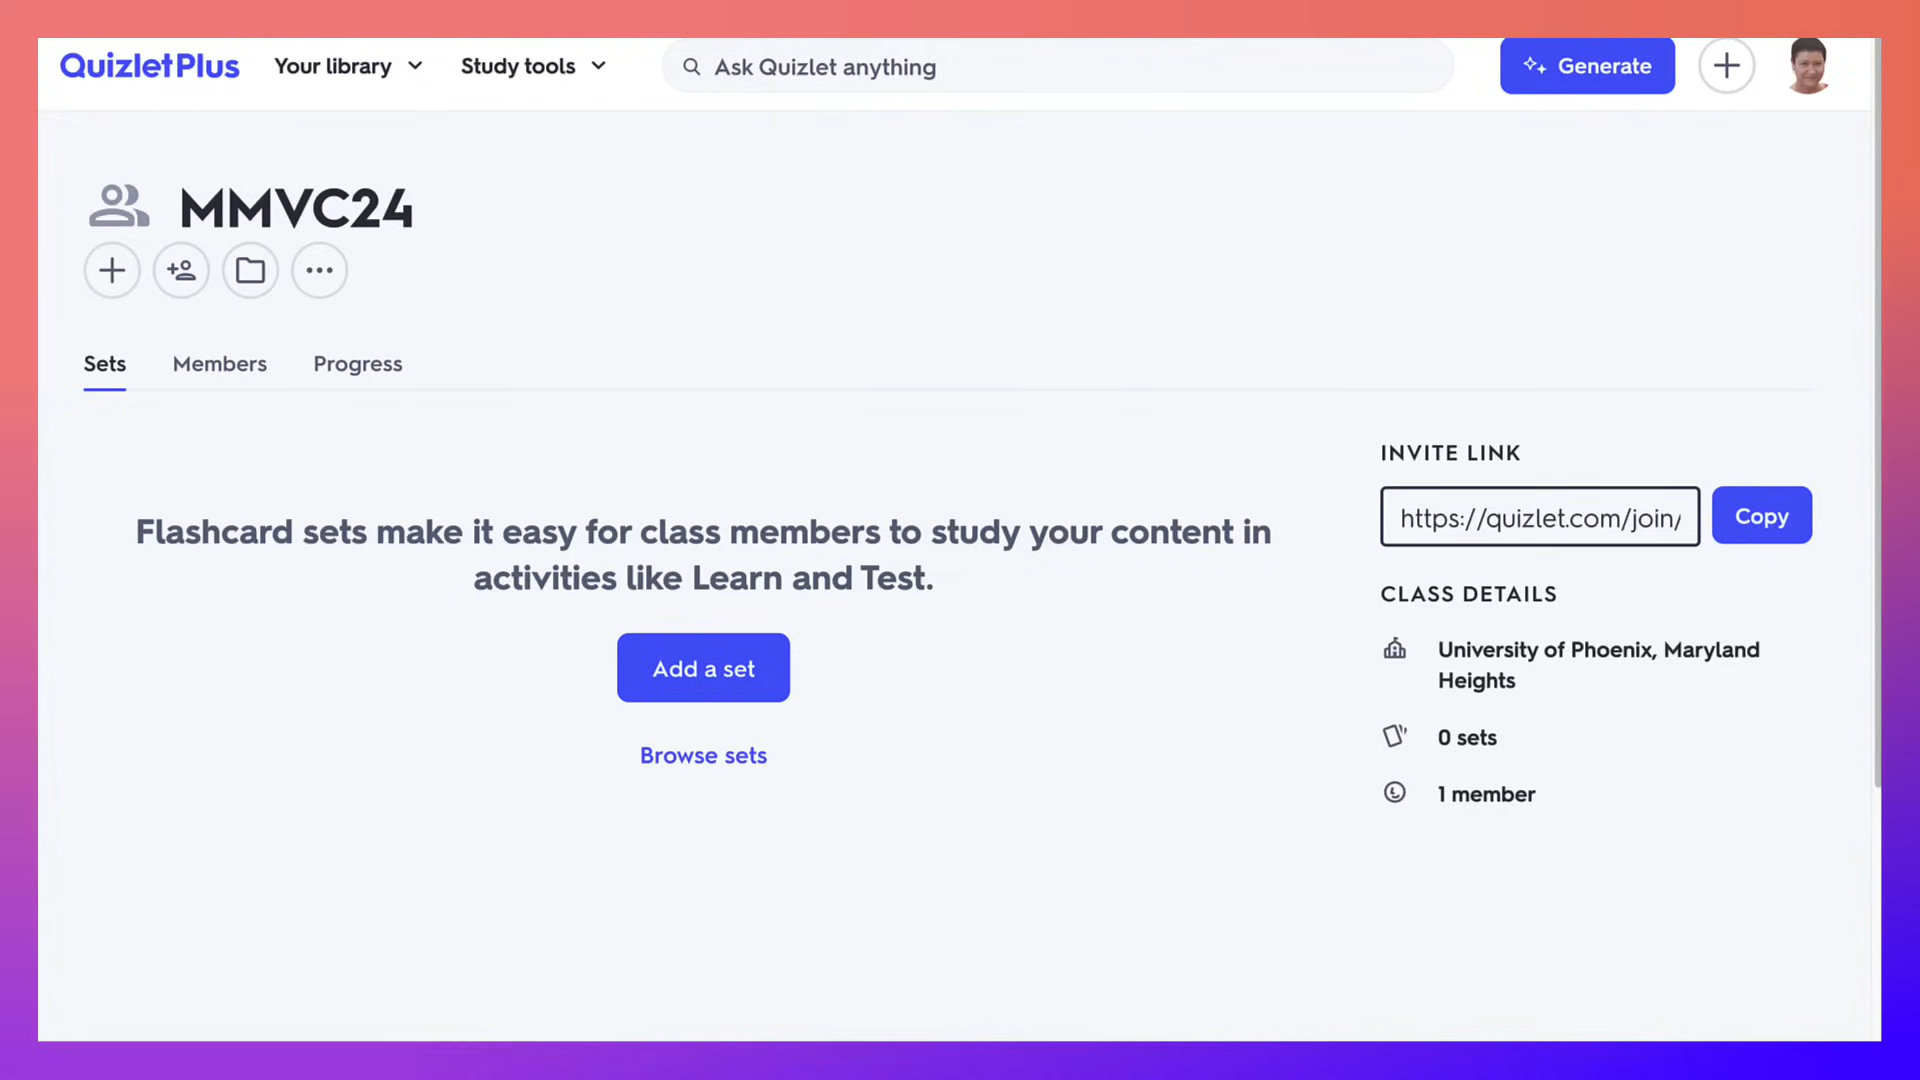 QuizletPlus Your library Study tools Ask Quizlet anything Generate
MMVC24
Sets Members Progress
Flashcard sets make it easy for class members to study your content in
activities like Learn and Test.
Add a set
Browse sets
INVITE LINK
https://quizlet.com/join/ Copy
CLASS DETAILS
University of Phoenix, Maryland
Heights
0 sets
1 member